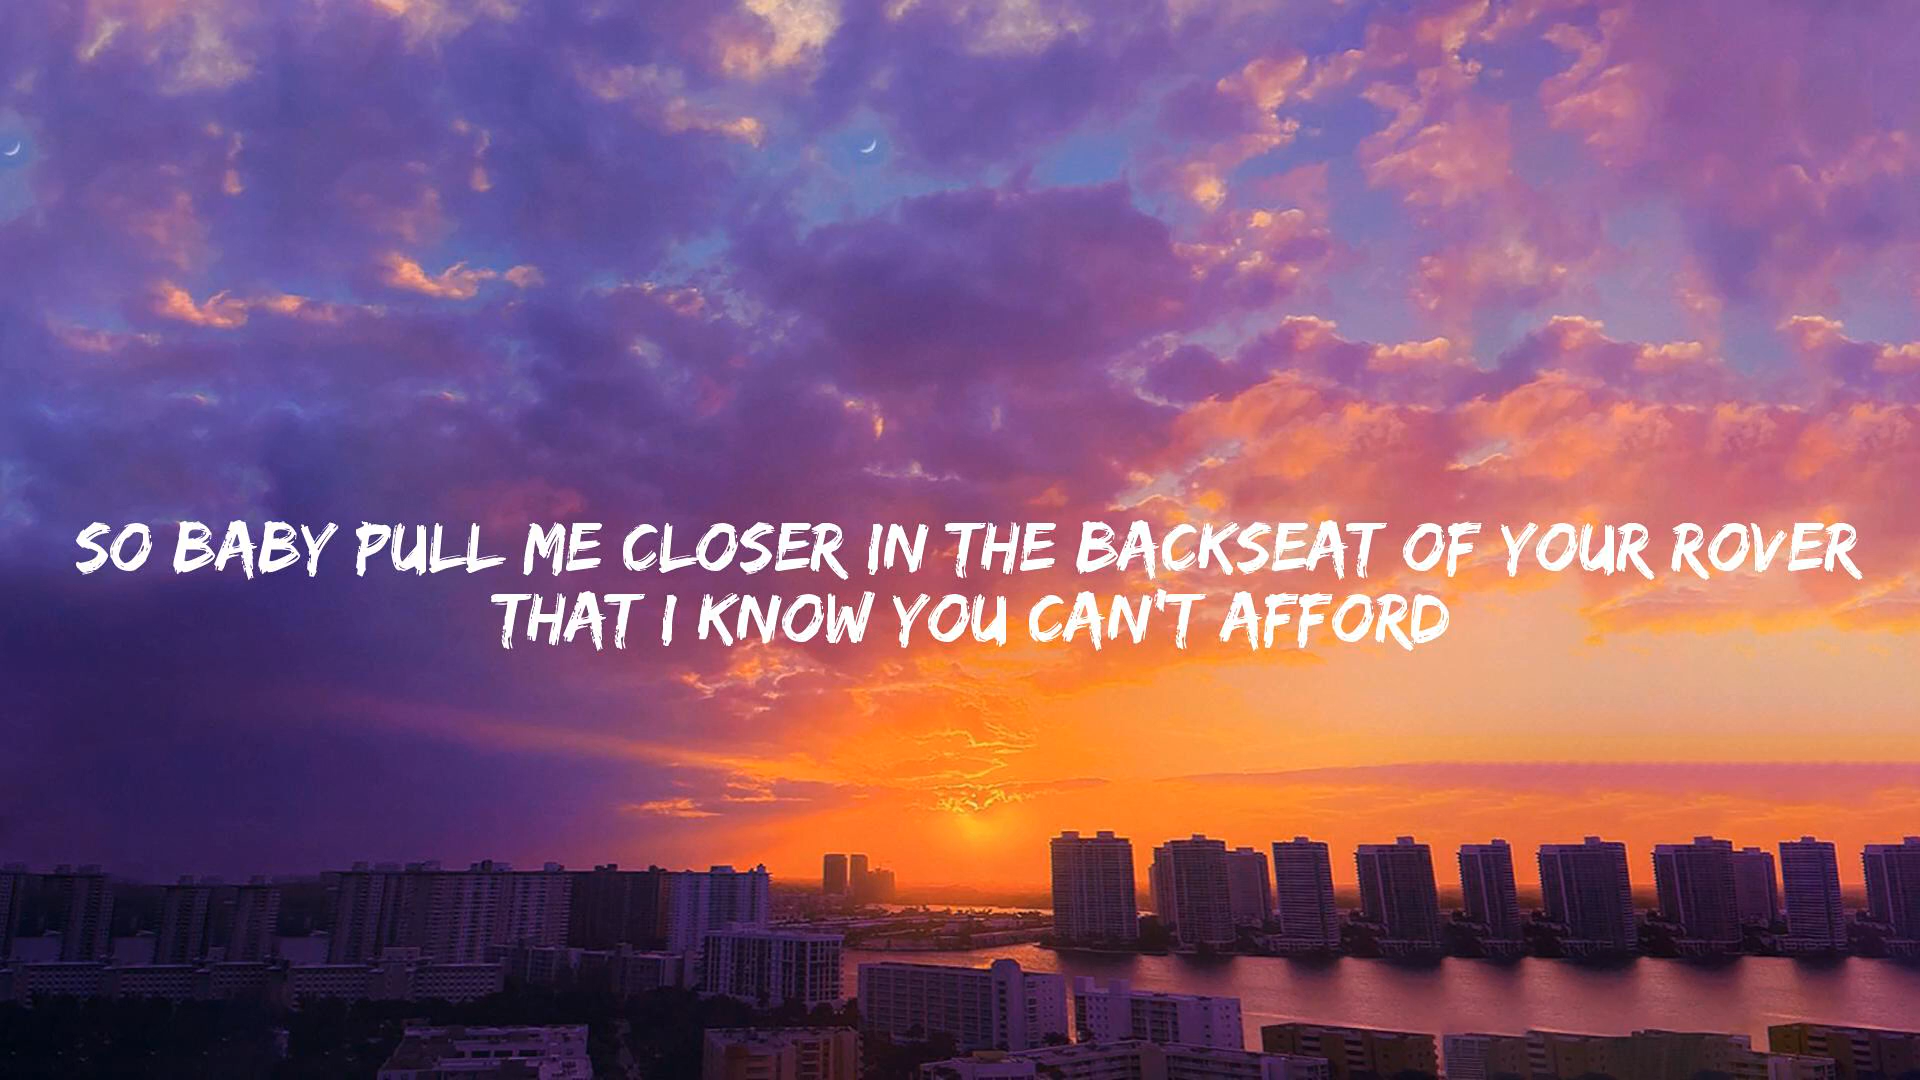 SO BABY PULL ME CLOSER IN THE BACKSEAT OF YOUR ROVER
THAT I KNOW YOU CAN'T AFFORD